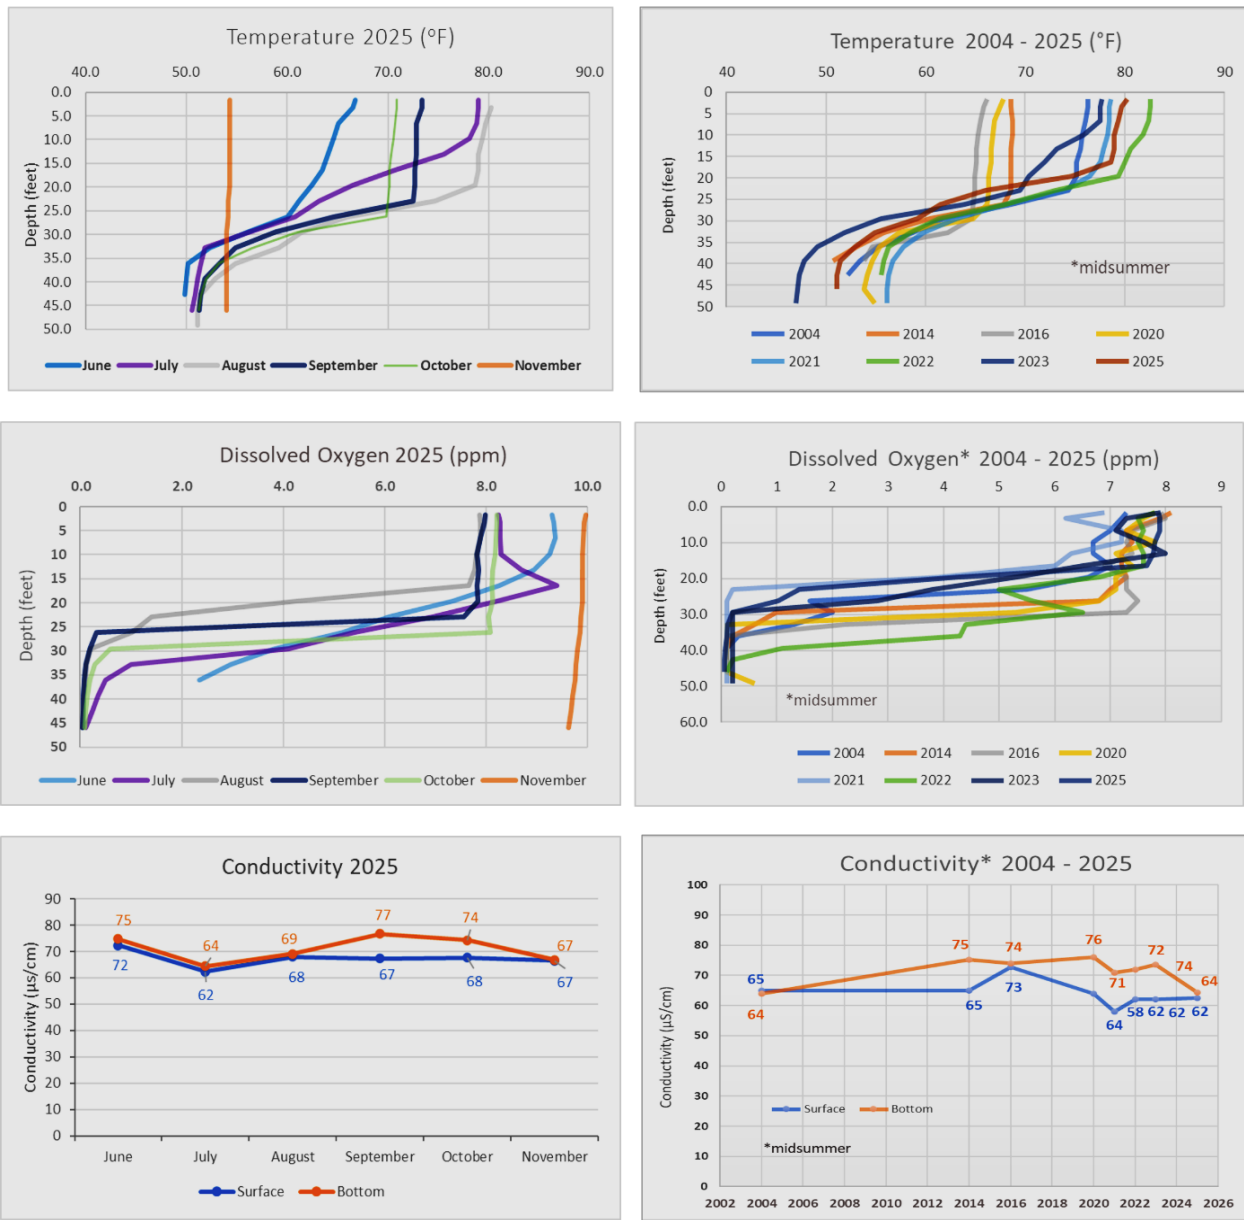 Temperature 2025 (°F)
40.0 50.0 60.0 70.0 80.0 90.0
0.0
5.0
10.0
15.0
20.0
25.0
30.0
35.0
40.0
45.0
50.0
Depth (feet)
June July August September October November
Temperature 2004 - 2025 (°F)
40 50 60 70 80 90
0
5
10
15
20
25
30
35
40
45
50
Depth (feet)
*midsummer
2004 2014 2016 2020
2021 2022 2023 2025
Dissolved Oxygen 2025 (ppm)
0.0 2.0 4.0 6.0 8.0 10.0
0
5
10
15
20
25
30
35
40
45
50
Depth (feet)
June July August September October November
Dissolved Oxygen* 2004 - 2025 (ppm)
0 1 2 3 4 5 6 7 8 9
0.0
10.0
20.0
30.0
40.0
50.0
60.0
Depth (feet)
*midsummer
2004 2014 2016 2020
2021 2022 2023 2025
Conductivity 2025
90
80
70
60
50
40
30
20
10
0
Conductivity (µs/cm)
75 64 69 77 74 67
72 62 68 67 68 67
June July August September October November
Surface Bottom
Conductivity* 2004 - 2025
100
90
80
70
60
50
40
30
20
10
0
Conductivity (µS/cm)
65 75 74 76 71 72 74 64
64 65 73 64 58 62 62 62
Surface Bottom
*midsummer
2002 2004 2006 2008 2010 2012 2014 2016 2018 2020 2022 2024 2026